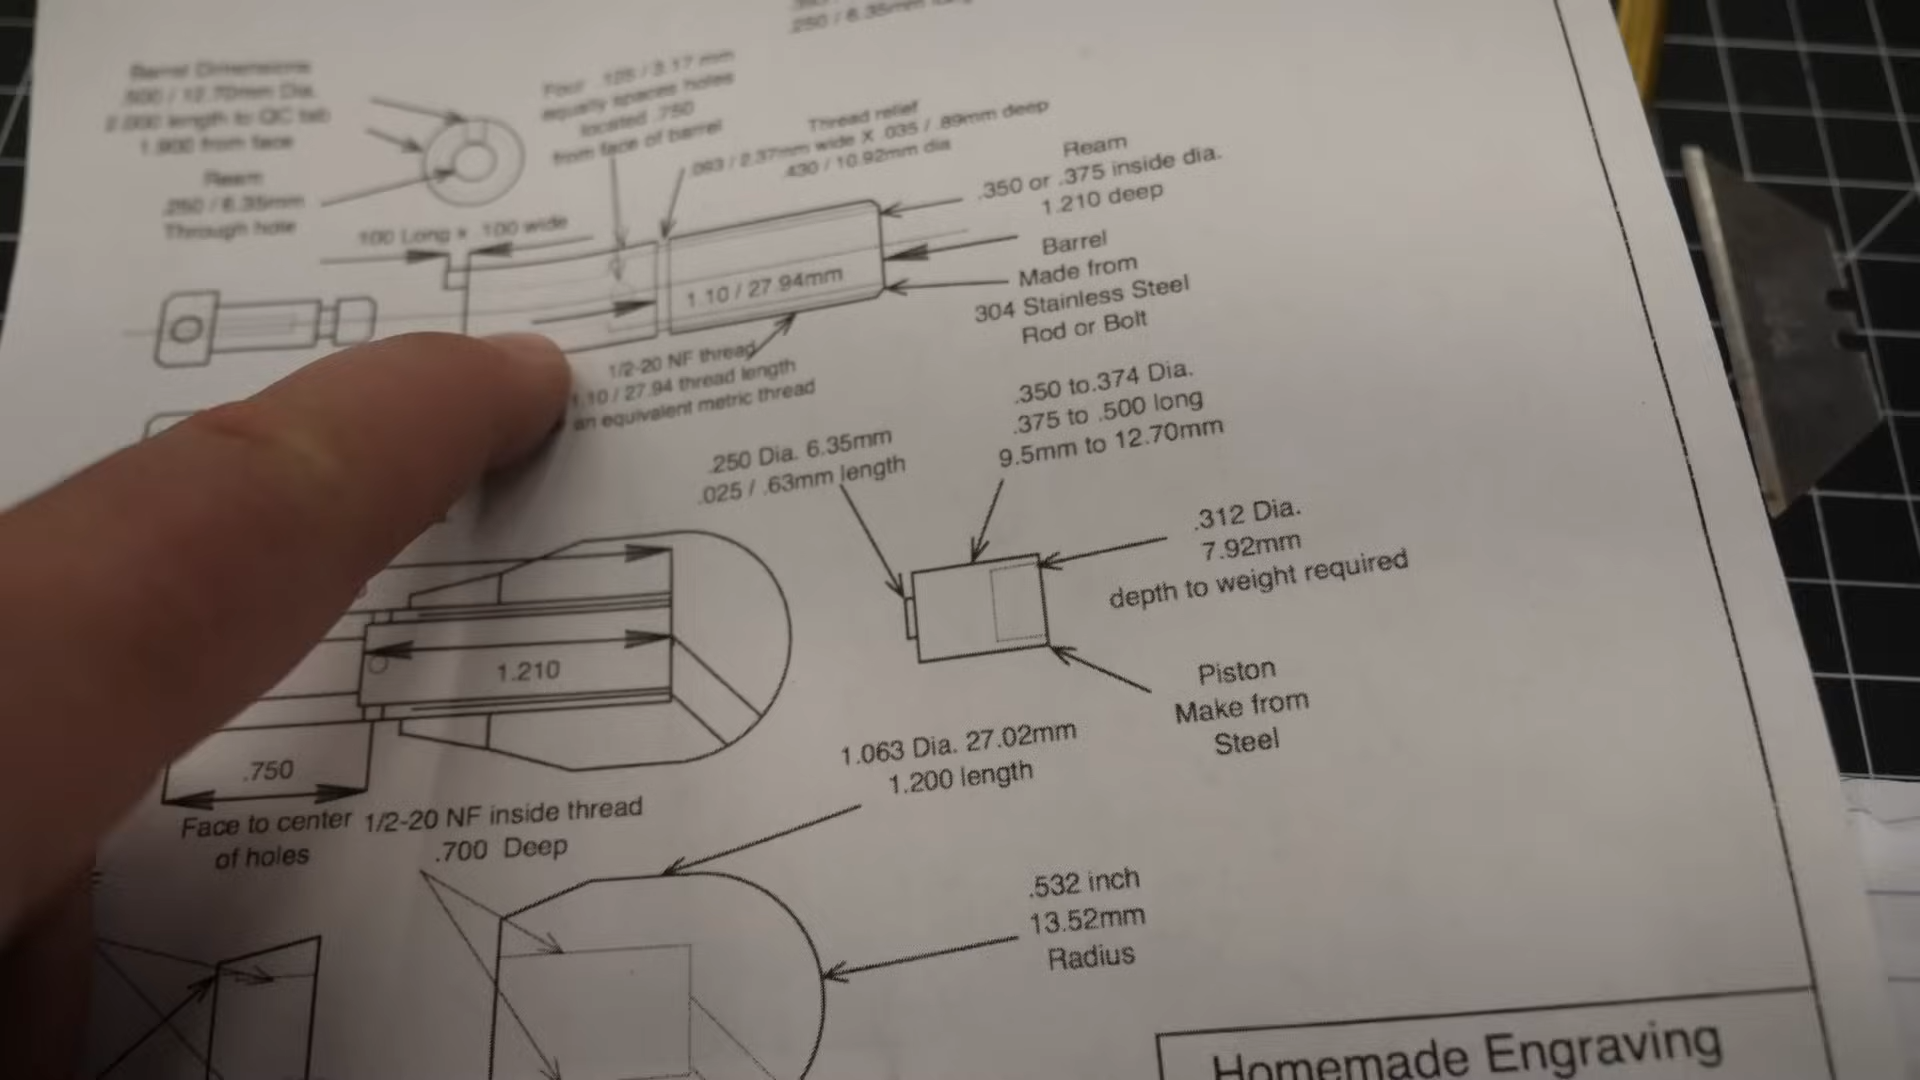 .250 / 6.35mm
Barrel Dimensions
.500 / 12.70mm Dia.
2.000 length to QC tab
1.900 from face
Four .125 / 3.17 mm
equally spaces holes
located .750
from face of barrel
Thread relief
.093 / 2.37mm wide X .035 / .89mm deep
.430 / 10.92mm dia
Ream
.350 or .375 inside dia.
1.210 deep
Ream
.250 / 6.35mm
Through hole
.100 Long x .100 wide
Barrel
Made from
304 Stainless Steel
Rod or Bolt
1.10 / 27.94mm
1/2-20 NF thread
1.10 / 27.94 thread length
an equivalent metric thread
.350 to.374 Dia.
.375 to .500 long
9.5mm to 12.70mm
.250 Dia. 6.35mm
.025 / .63mm length
.312 Dia.
7.92mm
depth to weight required
1.210
Piston
Make from
Steel
1.063 Dia. 27.02mm
1.200 length
.750
Face to center
of holes
1/2-20 NF inside thread
.700 Deep
.532 inch
13.52mm
Radius
Homemade Engraving